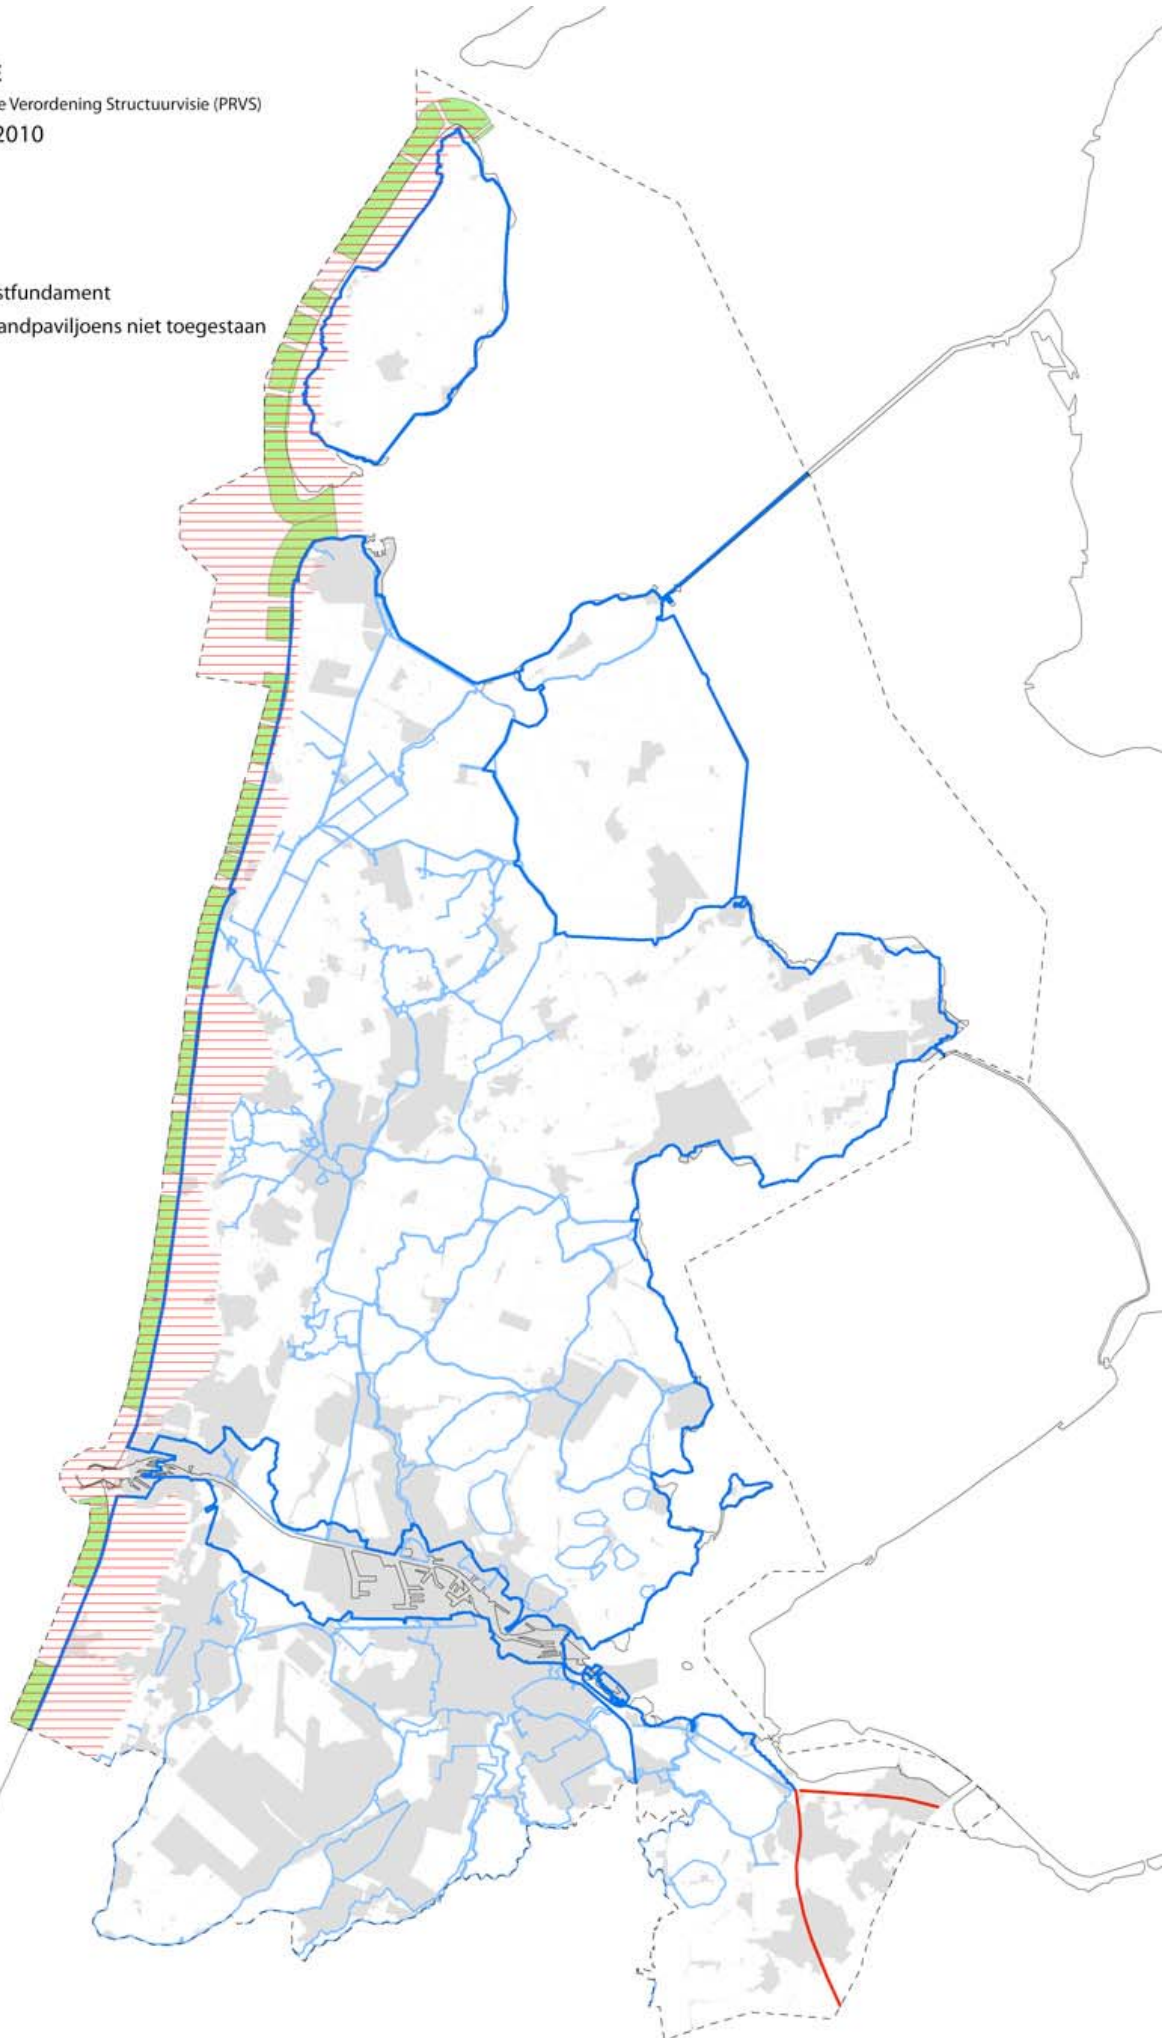 e Verordening Structuurvisie (PRVS)
2010
stfundament
andpaviljoens niet toegestaan